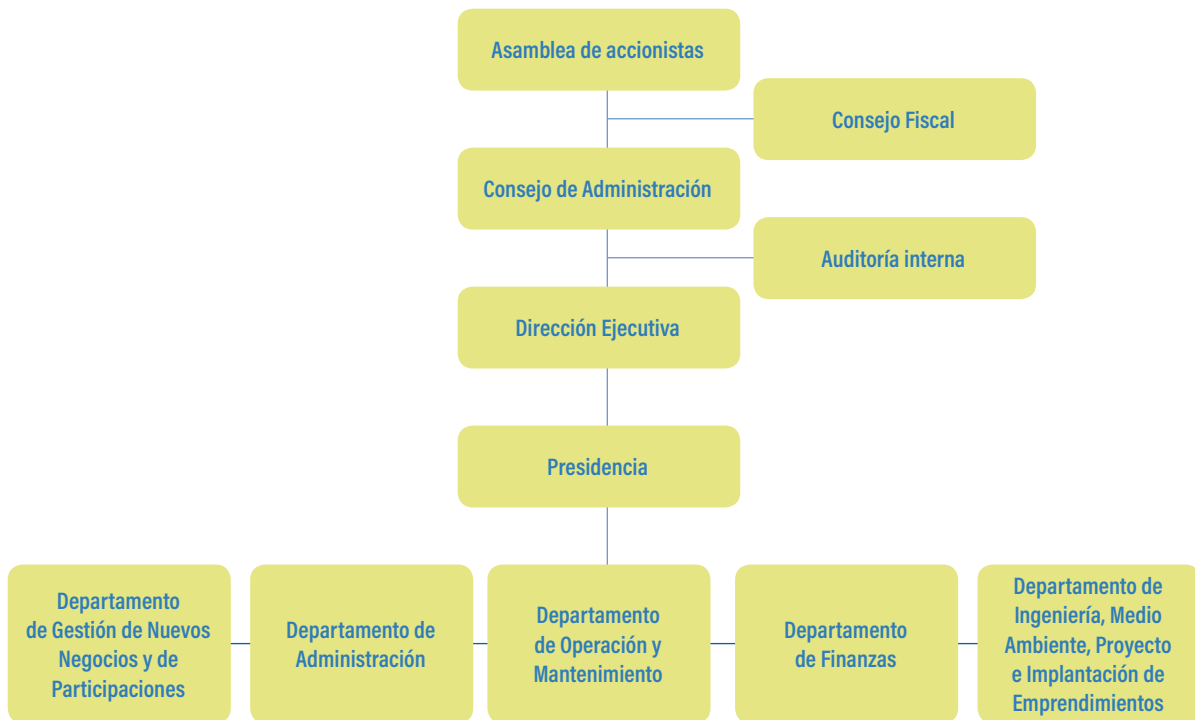 Asamblea de accionistas
Consejo Fiscal
Consejo de Administración
Auditoría interna
Dirección Ejecutiva
Presidencia
Departamento
de Gestión de Nuevos
Negocios y de
Participaciones
Departamento de
Administración
Departamento
de Operación y
Mantenimiento
Departamento
de Finanzas
Departamento de
Ingeniería, Medio
Ambiente, Proyecto
e Implantación de
Emprendimientos